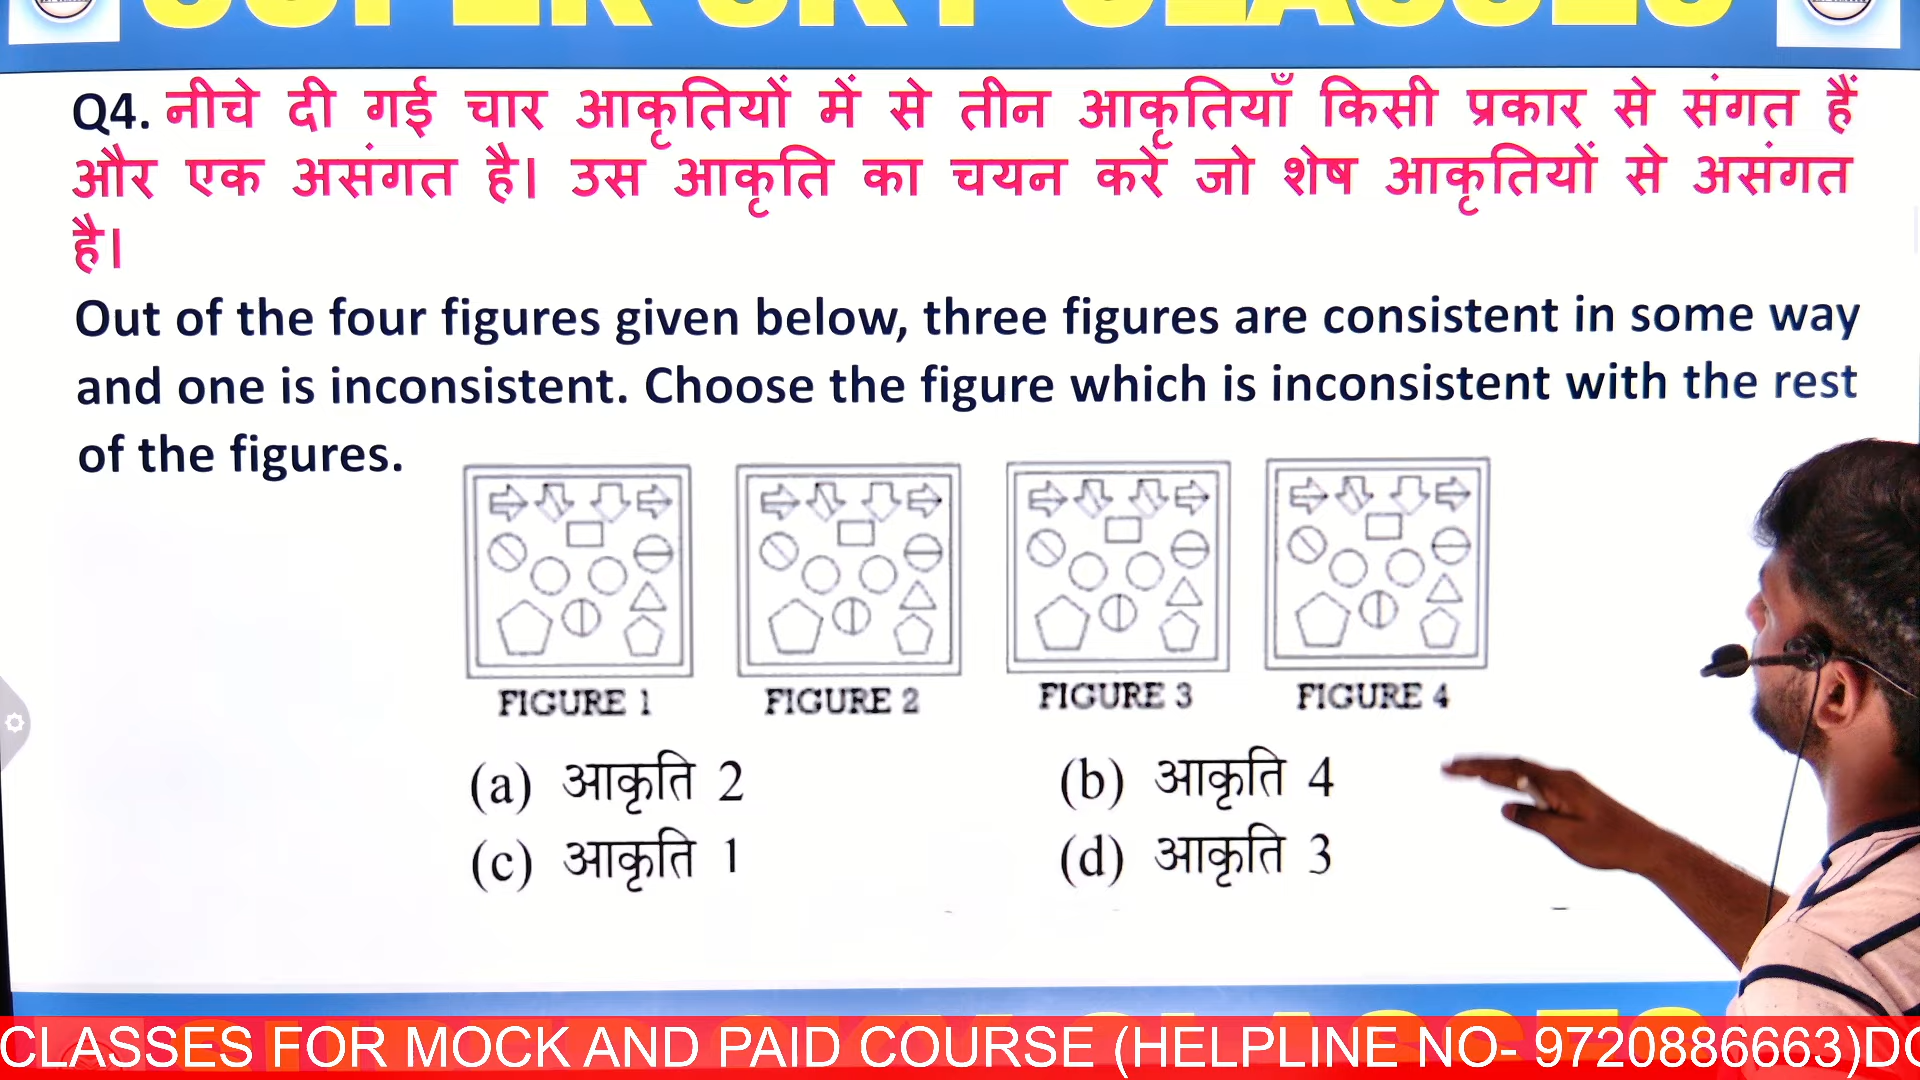 SUPER SKY CLASSES
Q4. नीचे दी गई चार आकृतियों में से तीन आकृतियाँ किसी प्रकार से संगत हैं
और एक असंगत है। उस आकृति का चयन करें जो शेष आकृतियों से असंगत
है।
Out of the four figures given below, three figures are consistent in some way
and one is inconsistent. Choose the figure which is inconsistent with the rest
of the figures.
FIGURE 1 FIGURE 2 FIGURE 3 FIGURE 4
(a) आकृति 2 (b) आकृति 4
(c) आकृति 1 (d) आकृति 3
CLASSES FOR MOCK AND PAID COURSE (HELPLINE NO- 9720886663)